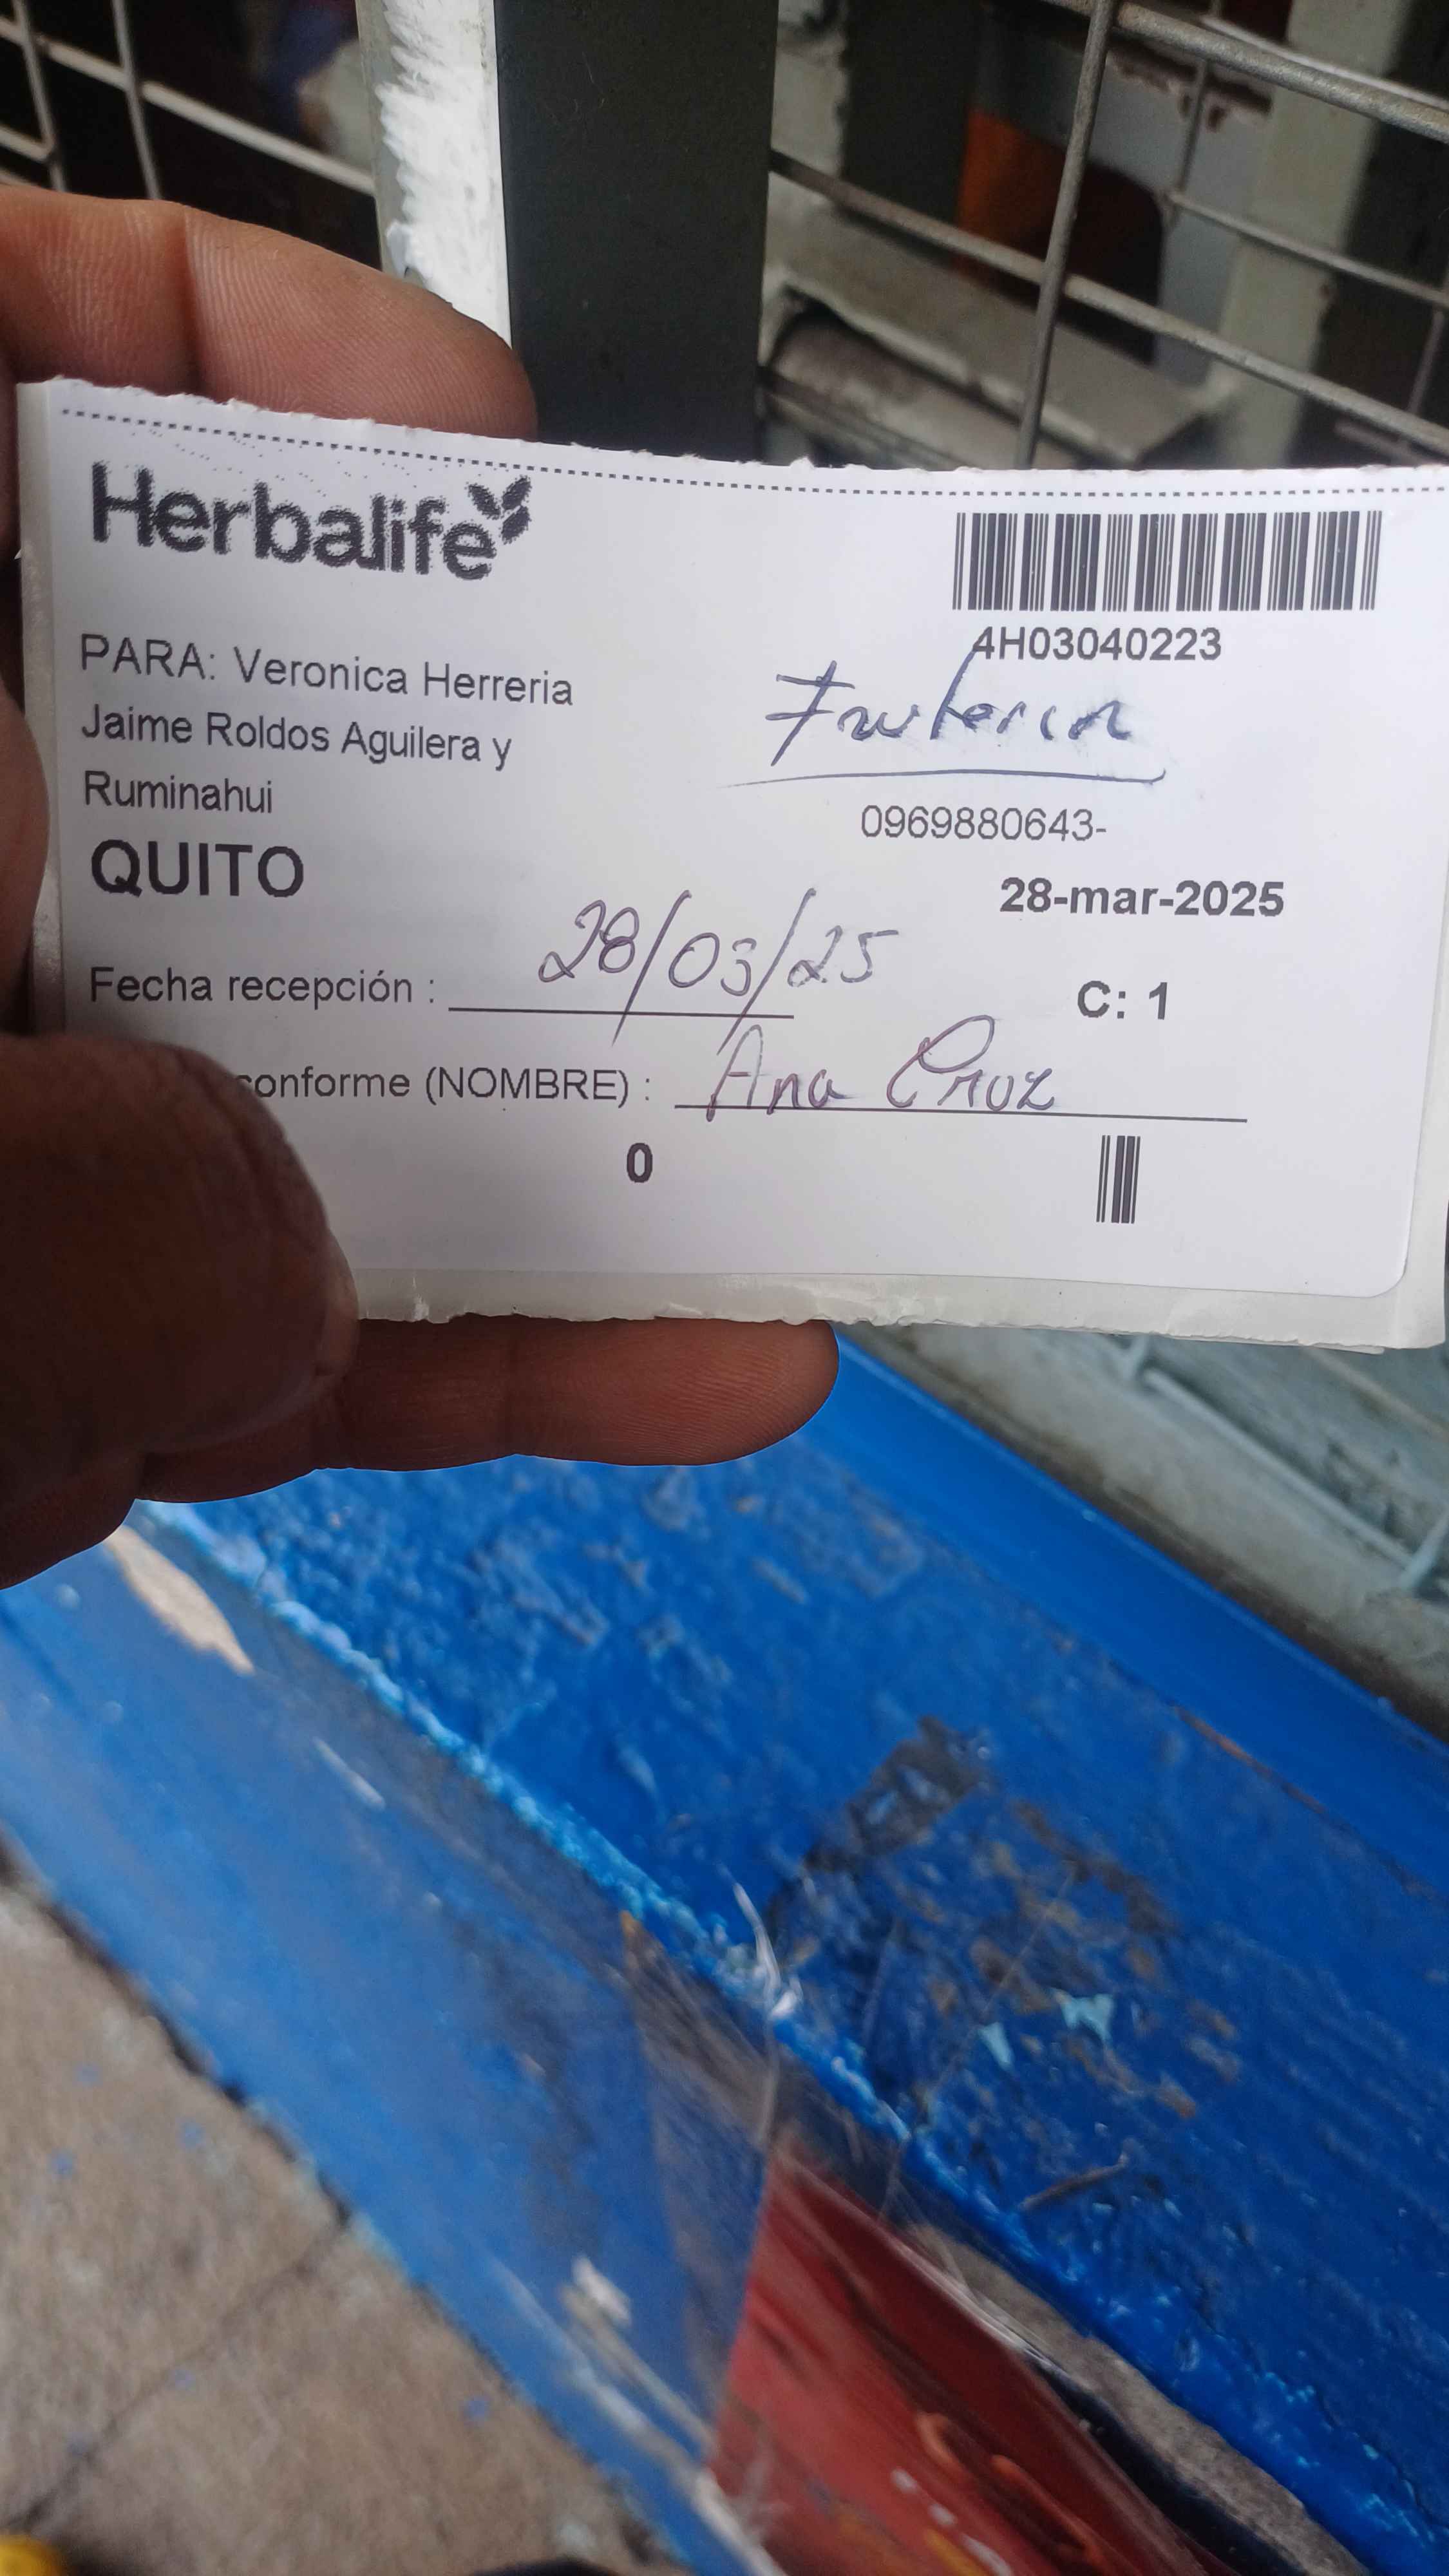 Herbalife
4H03040223
PARA: Veronica Herreria
Jaime Roldos Aguilera y
Ruminahui
0969880643-
QUITO
28-mar-2025
Fecha recepción : 28/03/25
C: 1
conforme (NOMBRE) : Ana Cruz
0